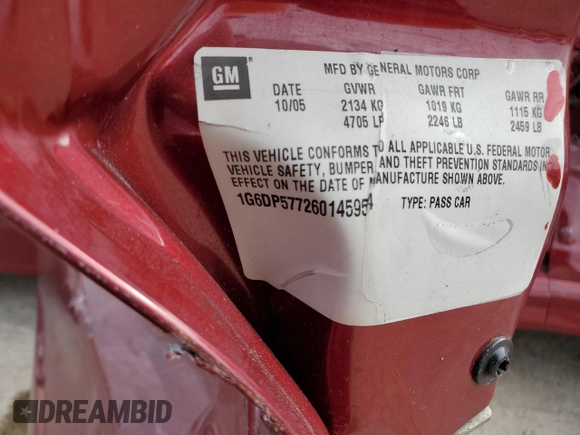 GM
MFD BY GENERAL MOTORS CORP
DATE GVWR GAWR FRT GAWR RR
10/05 2134 KG 1019 KG 1115 KG
4705 LB 2246 LB 2459 LB
THIS VEHICLE CONFORMS TO ALL APPLICABLE U.S. FEDERAL MOTOR
VEHICLE SAFETY, BUMPER, AND THEFT PREVENTION STANDARDS IN
EFFECT ON THE DATE OF MANUFACTURE SHOWN ABOVE.
1G6DP577260145954 TYPE: PASS CAR
DREAMBID